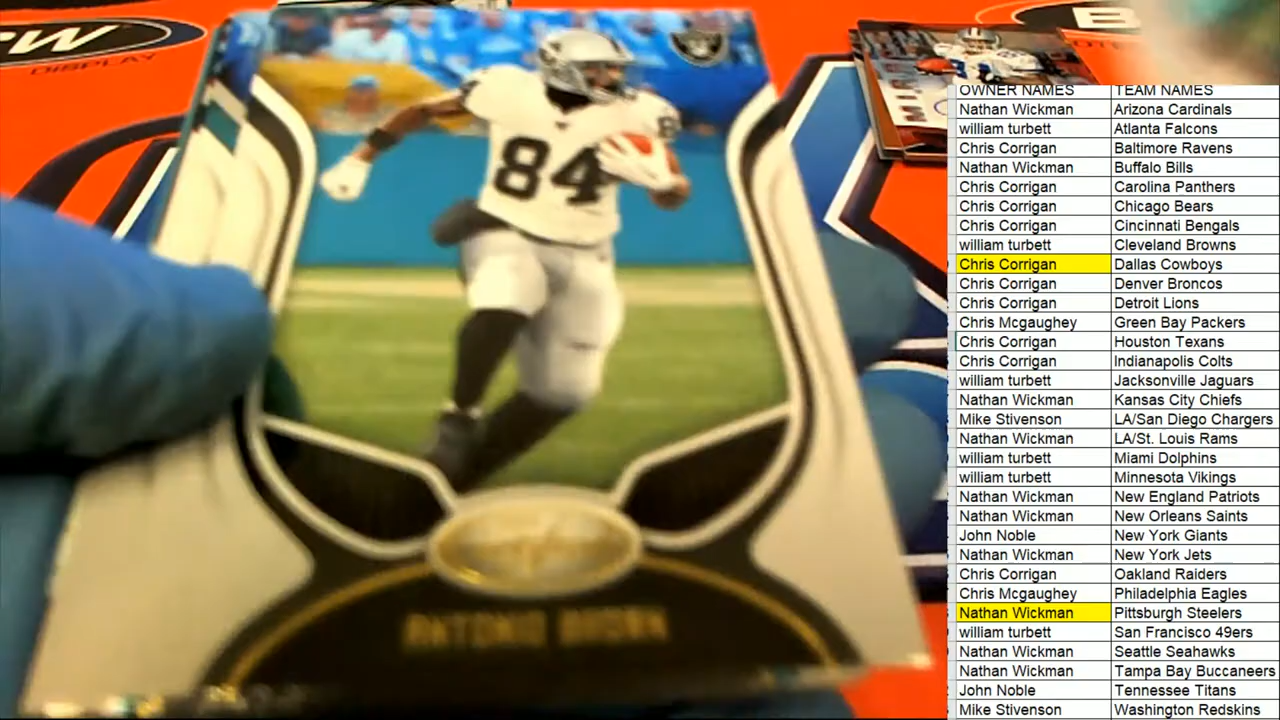 CW
DISPLAY
84
84
OWNER NAMES TEAM NAMES
Nathan Wickman Arizona Cardinals
william turbett Atlanta Falcons
Chris Corrigan Baltimore Ravens
Nathan Wickman Buffalo Bills
Chris Corrigan Carolina Panthers
Chris Corrigan Chicago Bears
Chris Corrigan Cincinnati Bengals
william turbett Cleveland Browns
Chris Corrigan Dallas Cowboys
Chris Corrigan Denver Broncos
Chris Corrigan Detroit Lions
Chris Mcgaughey Green Bay Packers
Chris Corrigan Houston Texans
Chris Corrigan Indianapolis Colts
william turbett Jacksonville Jaguars
Nathan Wickman Kansas City Chiefs
Mike Stivenson LA/San Diego Chargers
Nathan Wickman LA/St. Louis Rams
william turbett Miami Dolphins
william turbett Minnesota Vikings
Nathan Wickman New England Patriots
Nathan Wickman New Orleans Saints
John Noble New York Giants
Nathan Wickman New York Jets
Chris Corrigan Oakland Raiders
Chris Mcgaughey Philadelphia Eagles
Nathan Wickman Pittsburgh Steelers
william turbett San Francisco 49ers
Nathan Wickman Seattle Seahawks
Nathan Wickman Tampa Bay Buccaneers
John Noble Tennessee Titans
Mike Stivenson Washington Redskins